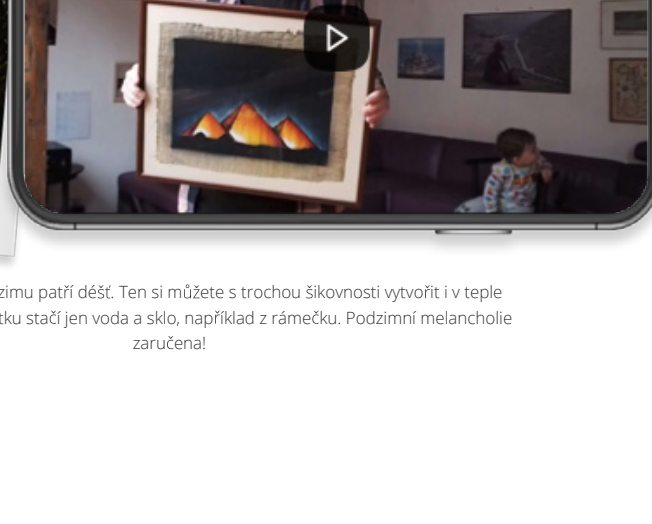 zimu patří déšť. Ten si můžete s trochou šikovnosti vytvořit i v teple
tku stačí jen voda a sklo, například z rámečku. Podzimní melancholie
zaručena!